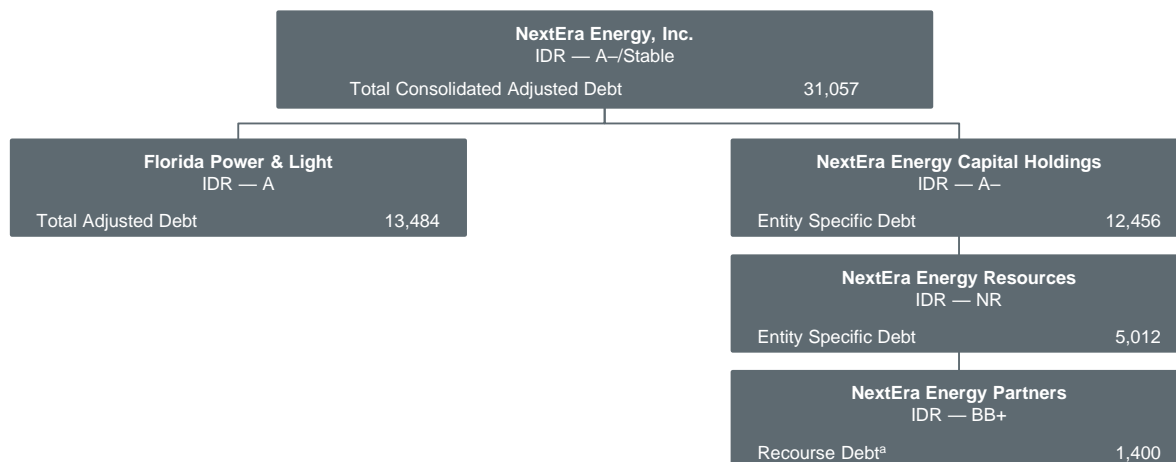 NextEra Energy, Inc.
IDR — A–/Stable
Total Consolidated Adjusted Debt 31,057
Florida Power & Light
IDR — A
Total Adjusted Debt 13,484
NextEra Energy Capital Holdings
IDR — A–
Entity Specific Debt 12,456
NextEra Energy Resources
IDR — NR
Entity Specific Debt 5,012
NextEra Energy Partners
IDR — BB+
Recourse Debtᵃ 1,400